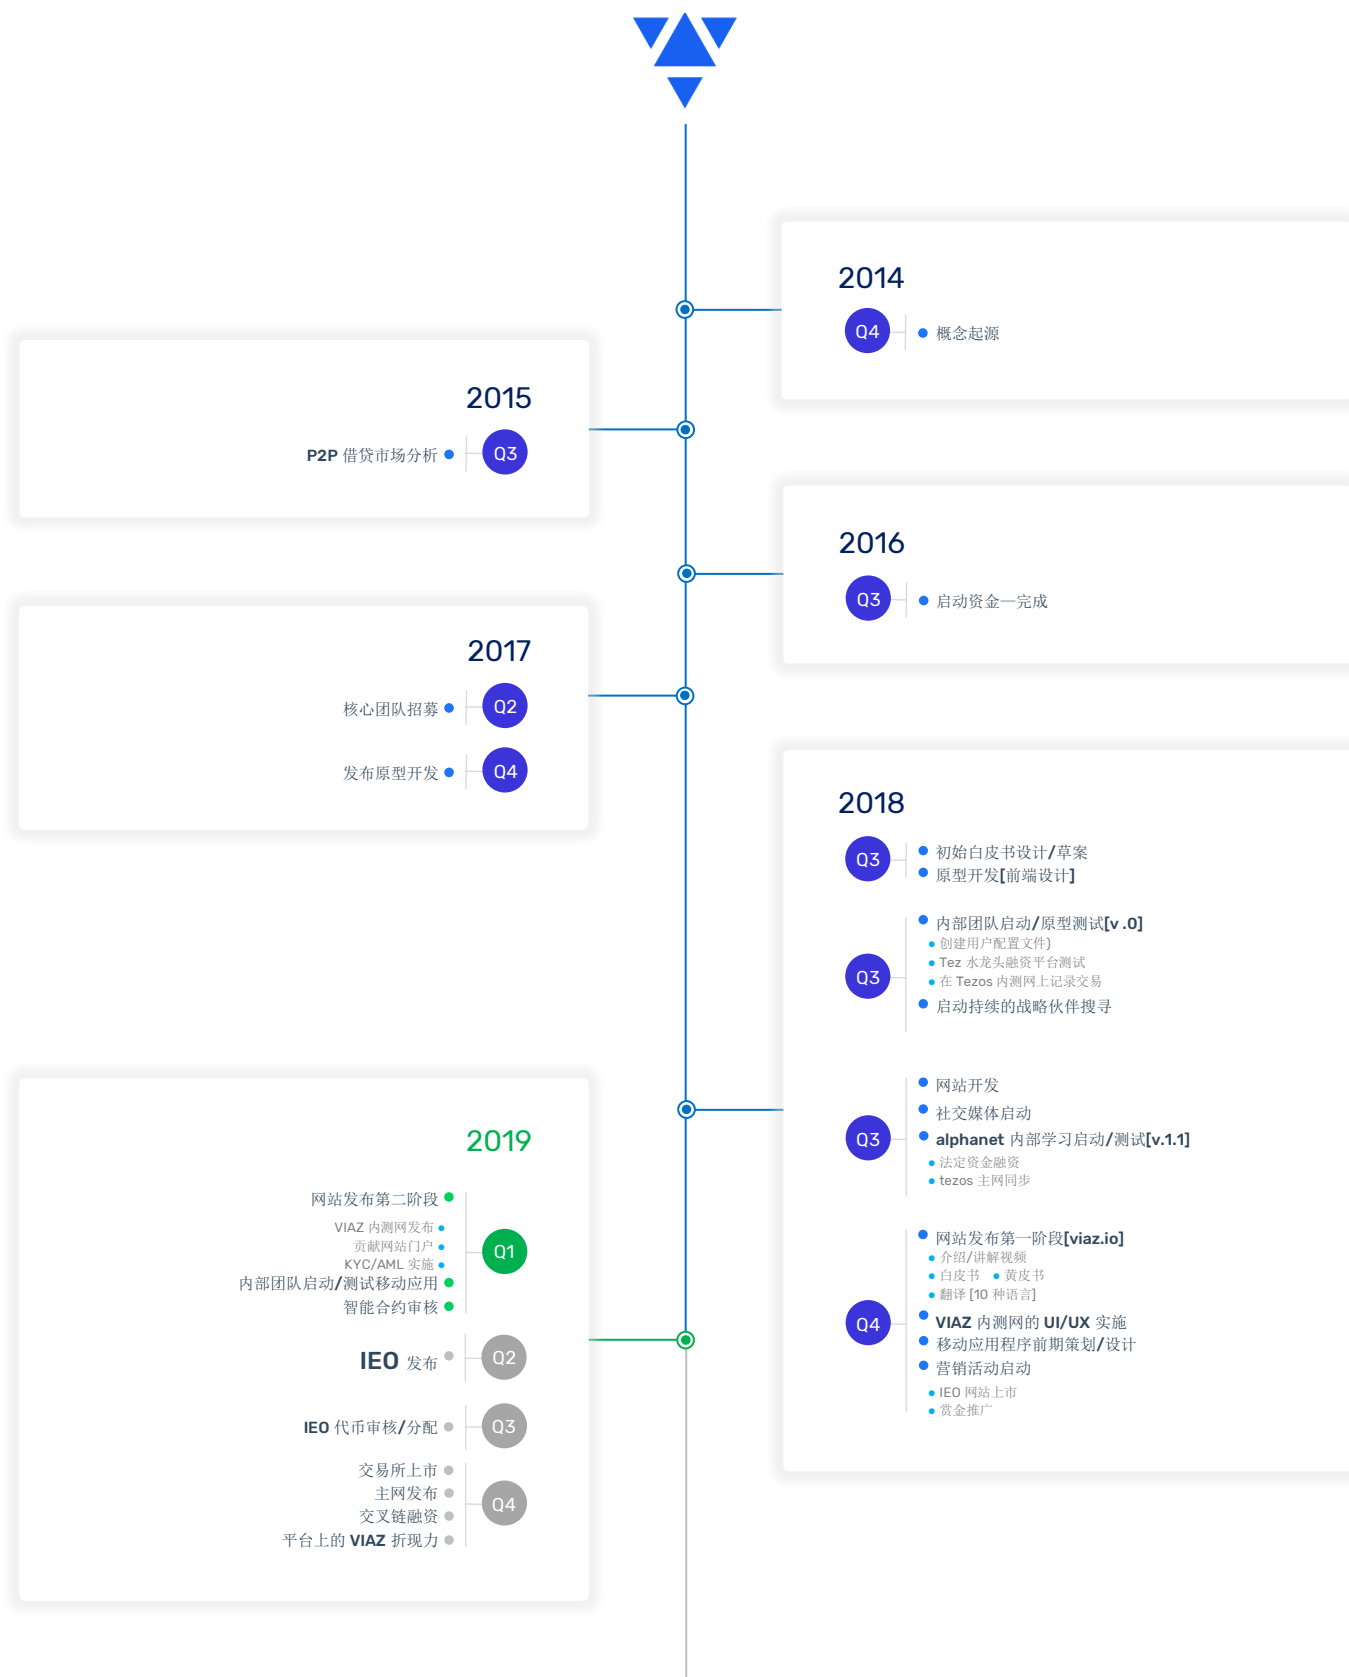 2014
Q4
概念起源
2015
P2P 借贷市场分析
Q3
2016
Q3
启动资金—完成
2017
核心团队招募
Q2
发布原型开发
Q4
2018
Q3
初始白皮书设计/草案
原型开发[前端设计]
Q3
内部团队启动/原型测试[v .0]
创建用户配置文件)
Tez 水龙头融资平台测试
在 Tezos 内测网上记录交易
启动持续的战略伙伴搜寻
Q3
网站开发
社交媒体启动
alphanet 内部学习启动/测试[v.1.1]
法定资金融资
tezos 主网同步
Q4
网站发布第一阶段[viaz.io]
介绍/讲解视频
白皮书 黄皮书
翻译 [10 种语言]
VIAZ 内测网的 UI/UX 实施
移动应用程序前期策划/设计
营销活动启动
IEO 网站上市
赏金推广
2019
网站发布第二阶段
VIAZ 内测网发布
贡献网站门户
KYC/AML 实施
内部团队启动/测试移动应用
智能合约审核
Q1
IEO 发布
Q2
IEO 代币审核/分配
Q3
交易所上市
主网发布
交叉链融资
平台上的 VIAZ 折现力
Q4